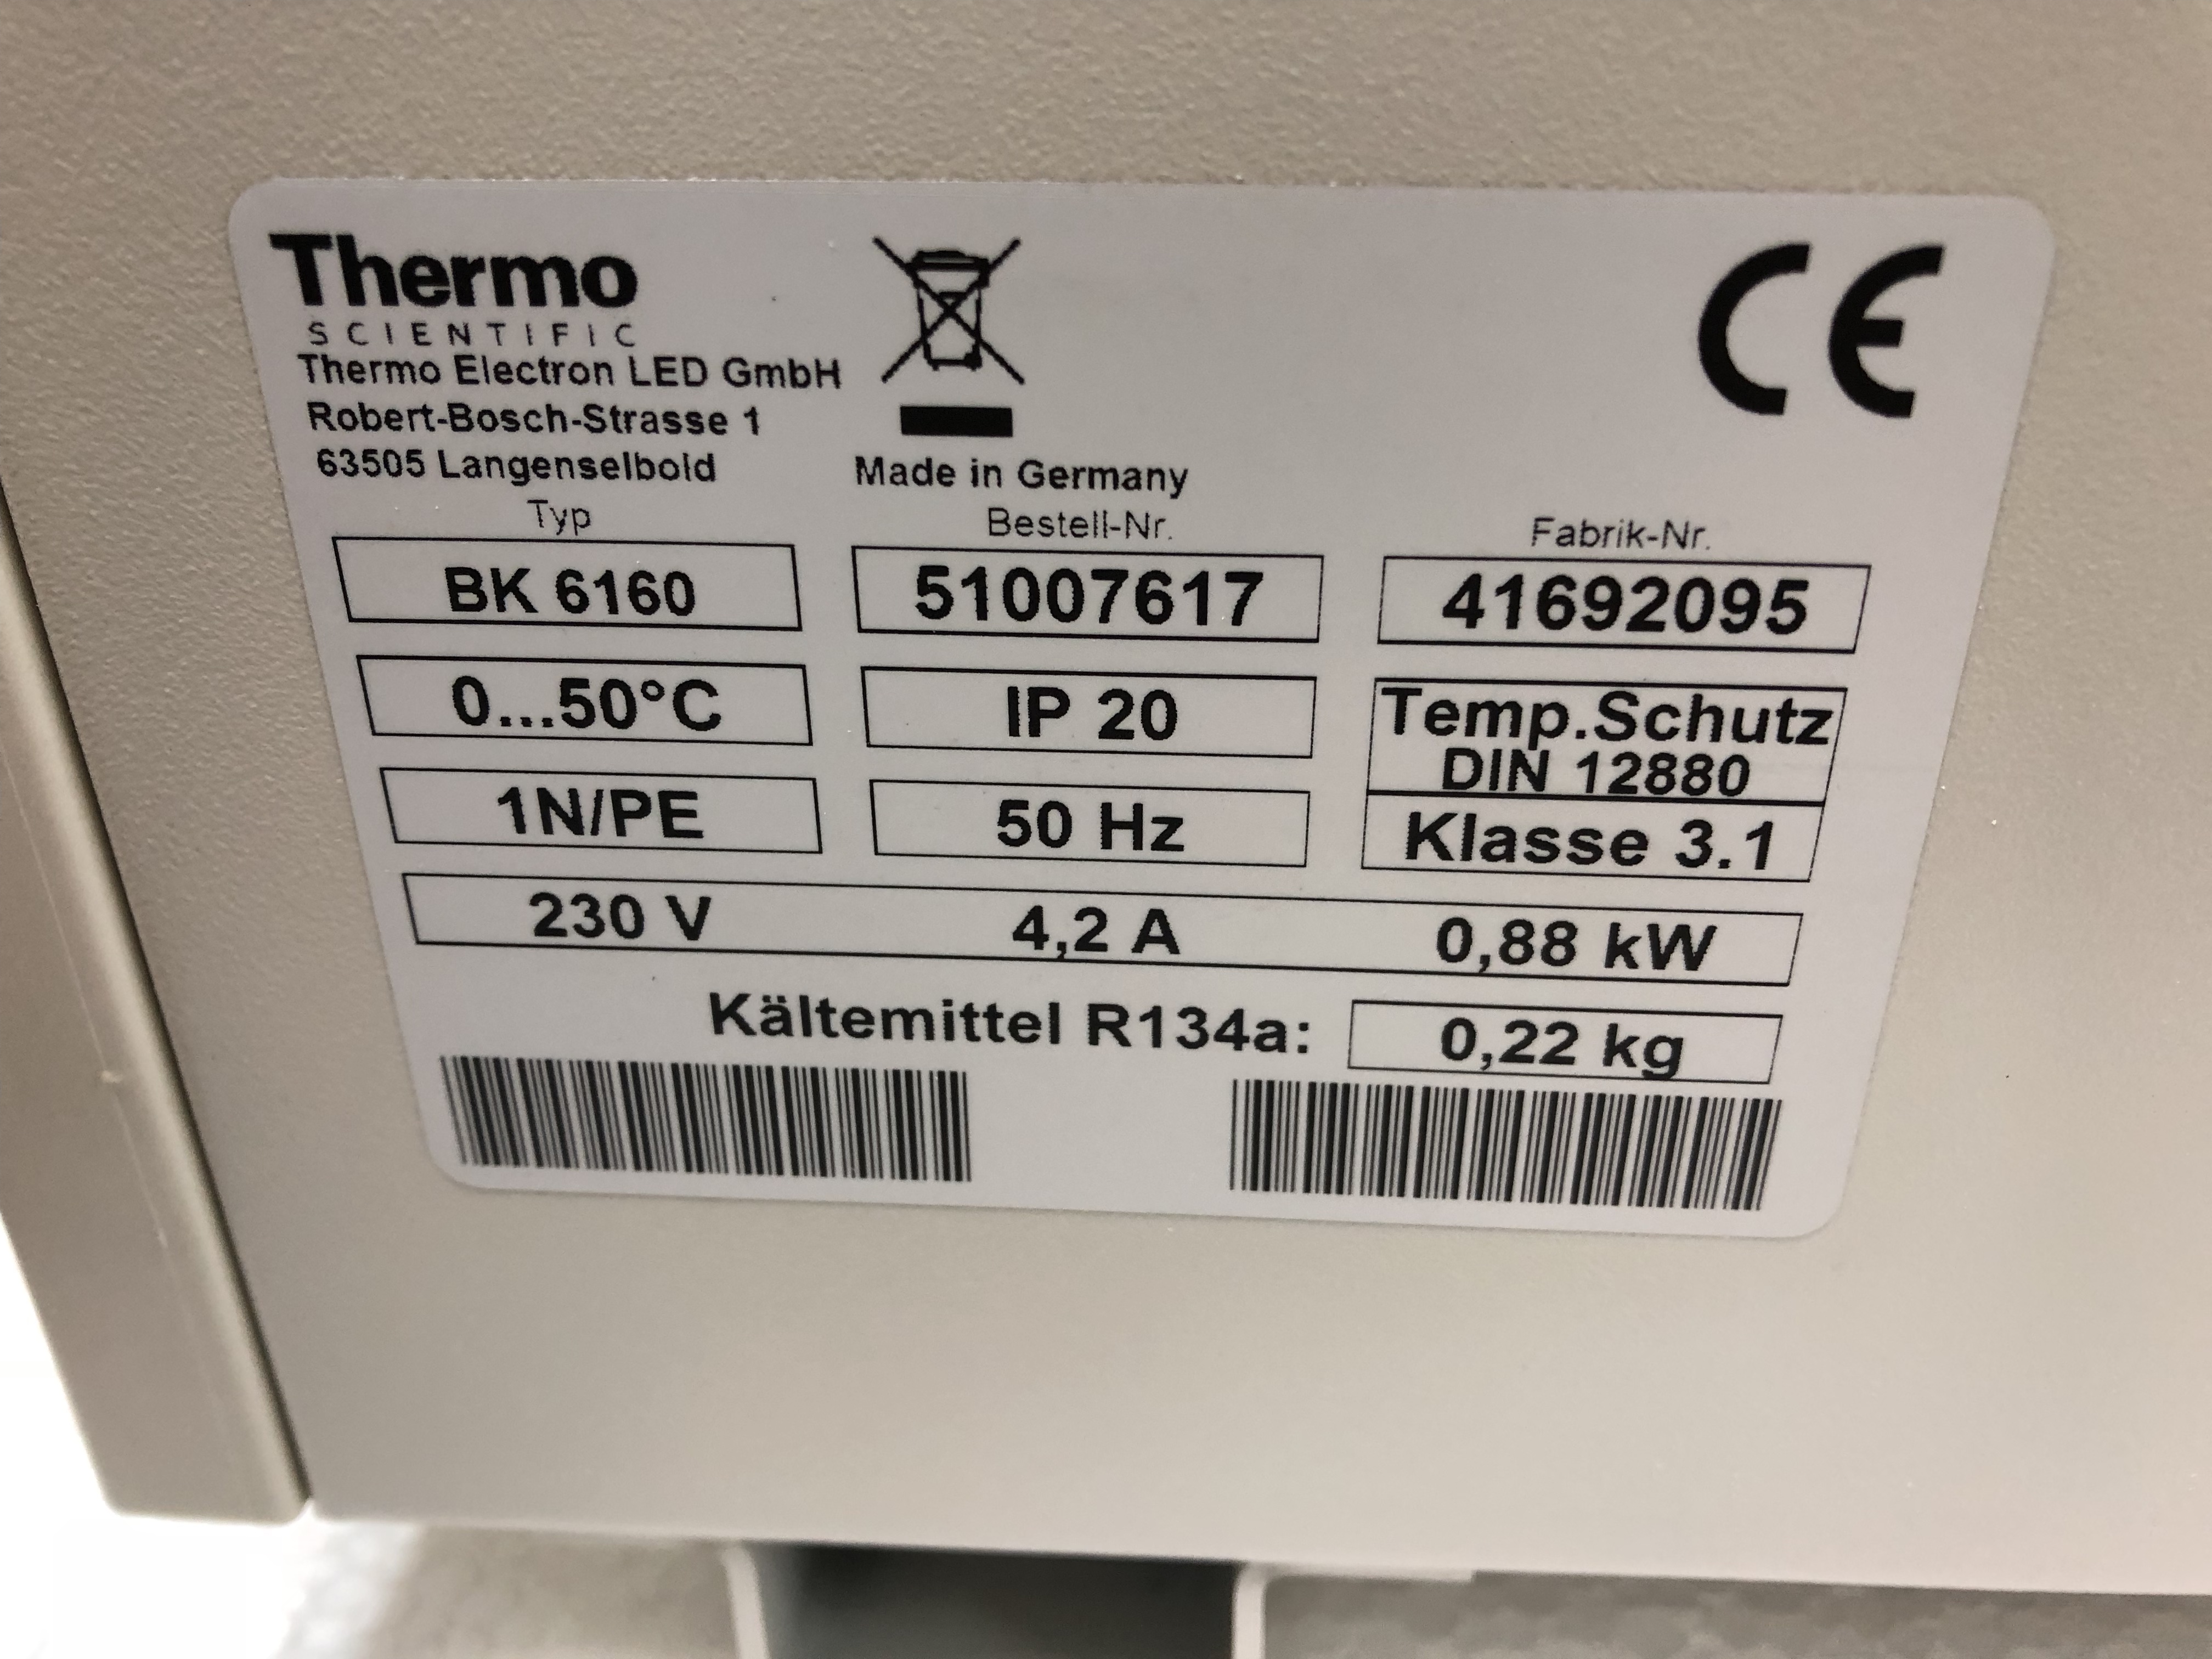 Thermo
SCIENTIFIC
Thermo Electron LED GmbH
Robert-Bosch-Strasse 1
63505 Langenselbold
Made in Germany
CE
Typ
Bestell-Nr.
Fabrik-Nr.
BK 6160
51007617
41692095
0...50°C
IP 20
Temp.Schutz
DIN 12880
1N/PE
50 Hz
Klasse 3.1
230 V 4,2 A 0,88 kW
Kältemittel R134a: 0,22 kg